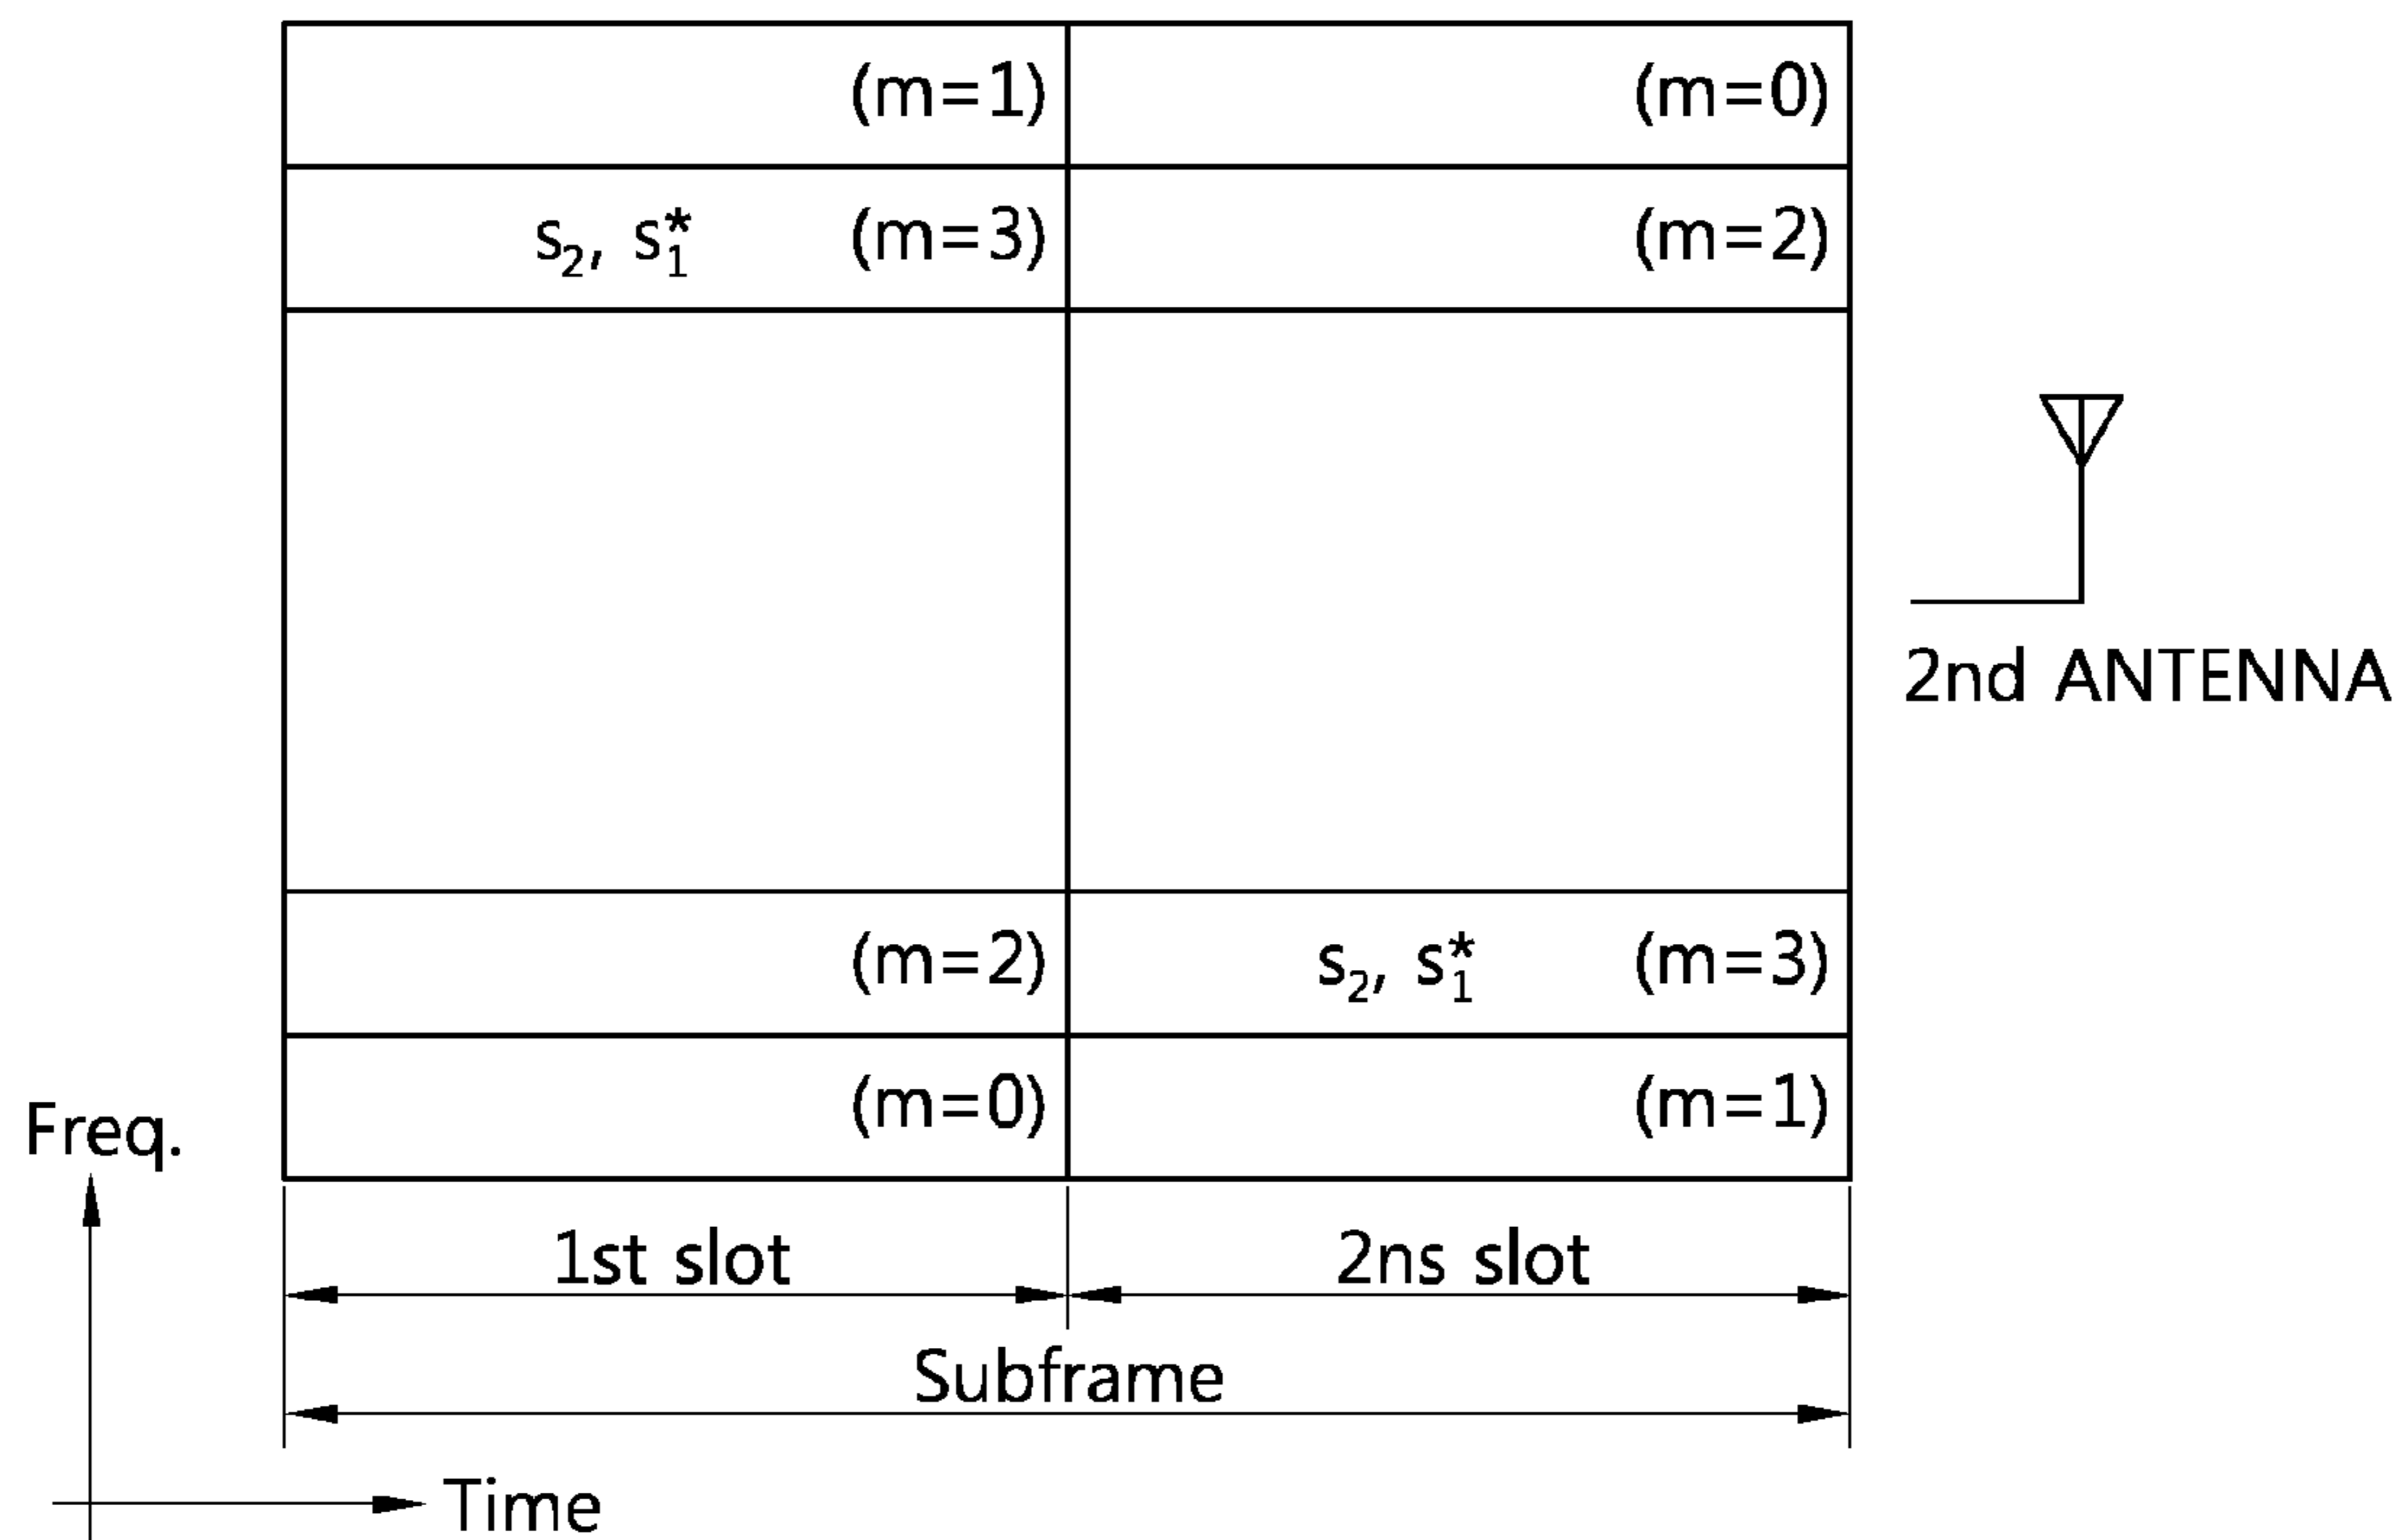 (m=1) (m=0)
s₂, s₁* (m=3) (m=2)
2nd ANTENNA
(m=2) s₂, s₁* (m=3)
(m=0) (m=1)
Freq.
1st slot 2ns slot
Subframe
Time